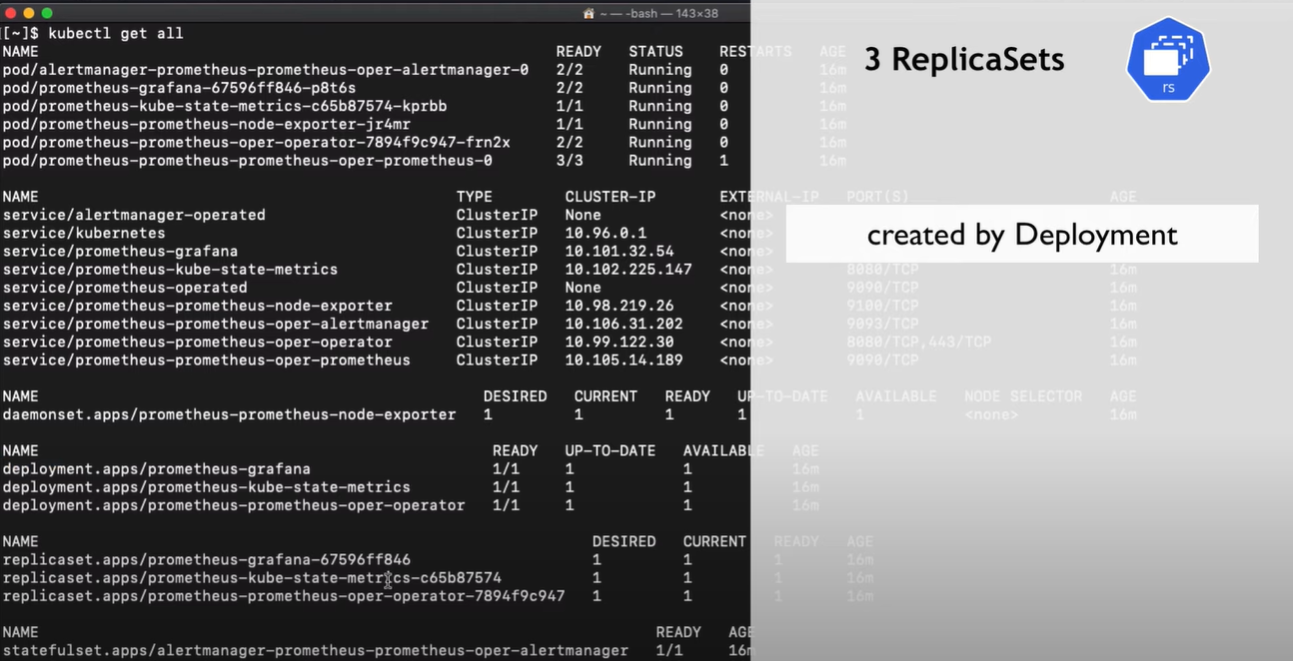 ~ — -bash — 143×38
[~]$ kubectl get all
NAME READY STATUS RESTARTS AGE
pod/alertmanager-prometheus-prometheus-oper-alertmanager-0 2/2 Running 0 16m
pod/prometheus-grafana-67596ff846-p8t6s 2/2 Running 0 16m
pod/prometheus-kube-state-metrics-c65b87574-kprbb 1/1 Running 0 16m
pod/prometheus-prometheus-node-exporter-jr4mr 1/1 Running 0 16m
pod/prometheus-prometheus-oper-operator-7894f9c947-frn2x 2/2 Running 0 16m
pod/prometheus-prometheus-prometheus-oper-prometheus-0 3/3 Running 1 16m
3 ReplicaSets
rs
NAME TYPE CLUSTER-IP EXTERNAL-IP PORT(S) AGE
service/alertmanager-operated ClusterIP None <none>
service/kubernetes ClusterIP 10.96.0.1 <none>
service/prometheus-grafana ClusterIP 10.101.32.54 <none>
service/prometheus-kube-state-metrics ClusterIP 10.102.225.147 <none> 8080/TCP 16m
service/prometheus-operated ClusterIP None <none> 9090/TCP 16m
service/prometheus-prometheus-node-exporter ClusterIP 10.98.219.26 <none> 9100/TCP 16m
service/prometheus-prometheus-oper-alertmanager ClusterIP 10.106.31.202 <none> 9093/TCP 16m
service/prometheus-prometheus-oper-operator ClusterIP 10.99.122.30 <none> 8080/TCP,443/TCP 16m
service/prometheus-prometheus-oper-prometheus ClusterIP 10.105.14.189 <none> 9090/TCP 16m
created by Deployment
NAME DESIRED CURRENT READY UP-TO-DATE AVAILABLE NODE SELECTOR AGE
daemonset.apps/prometheus-prometheus-node-exporter 1 1 1 1 1 <none> 16m
NAME READY UP-TO-DATE AVAILABLE AGE
deployment.apps/prometheus-grafana 1/1 1 1 16m
deployment.apps/prometheus-kube-state-metrics 1/1 1 1 16m
deployment.apps/prometheus-prometheus-oper-operator 1/1 1 1 16m
NAME DESIRED CURRENT READY AGE
replicaset.apps/prometheus-grafana-67596ff846 1 1 1 16m
replicaset.apps/prometheus-kube-state-metrics-c65b87574 1 1 1 16m
replicaset.apps/prometheus-prometheus-oper-operator-7894f9c947 1 1 1 16m
NAME READY AGE
statefulset.apps/alertmanager-prometheus-prometheus-oper-alertmanager 1/1 16m